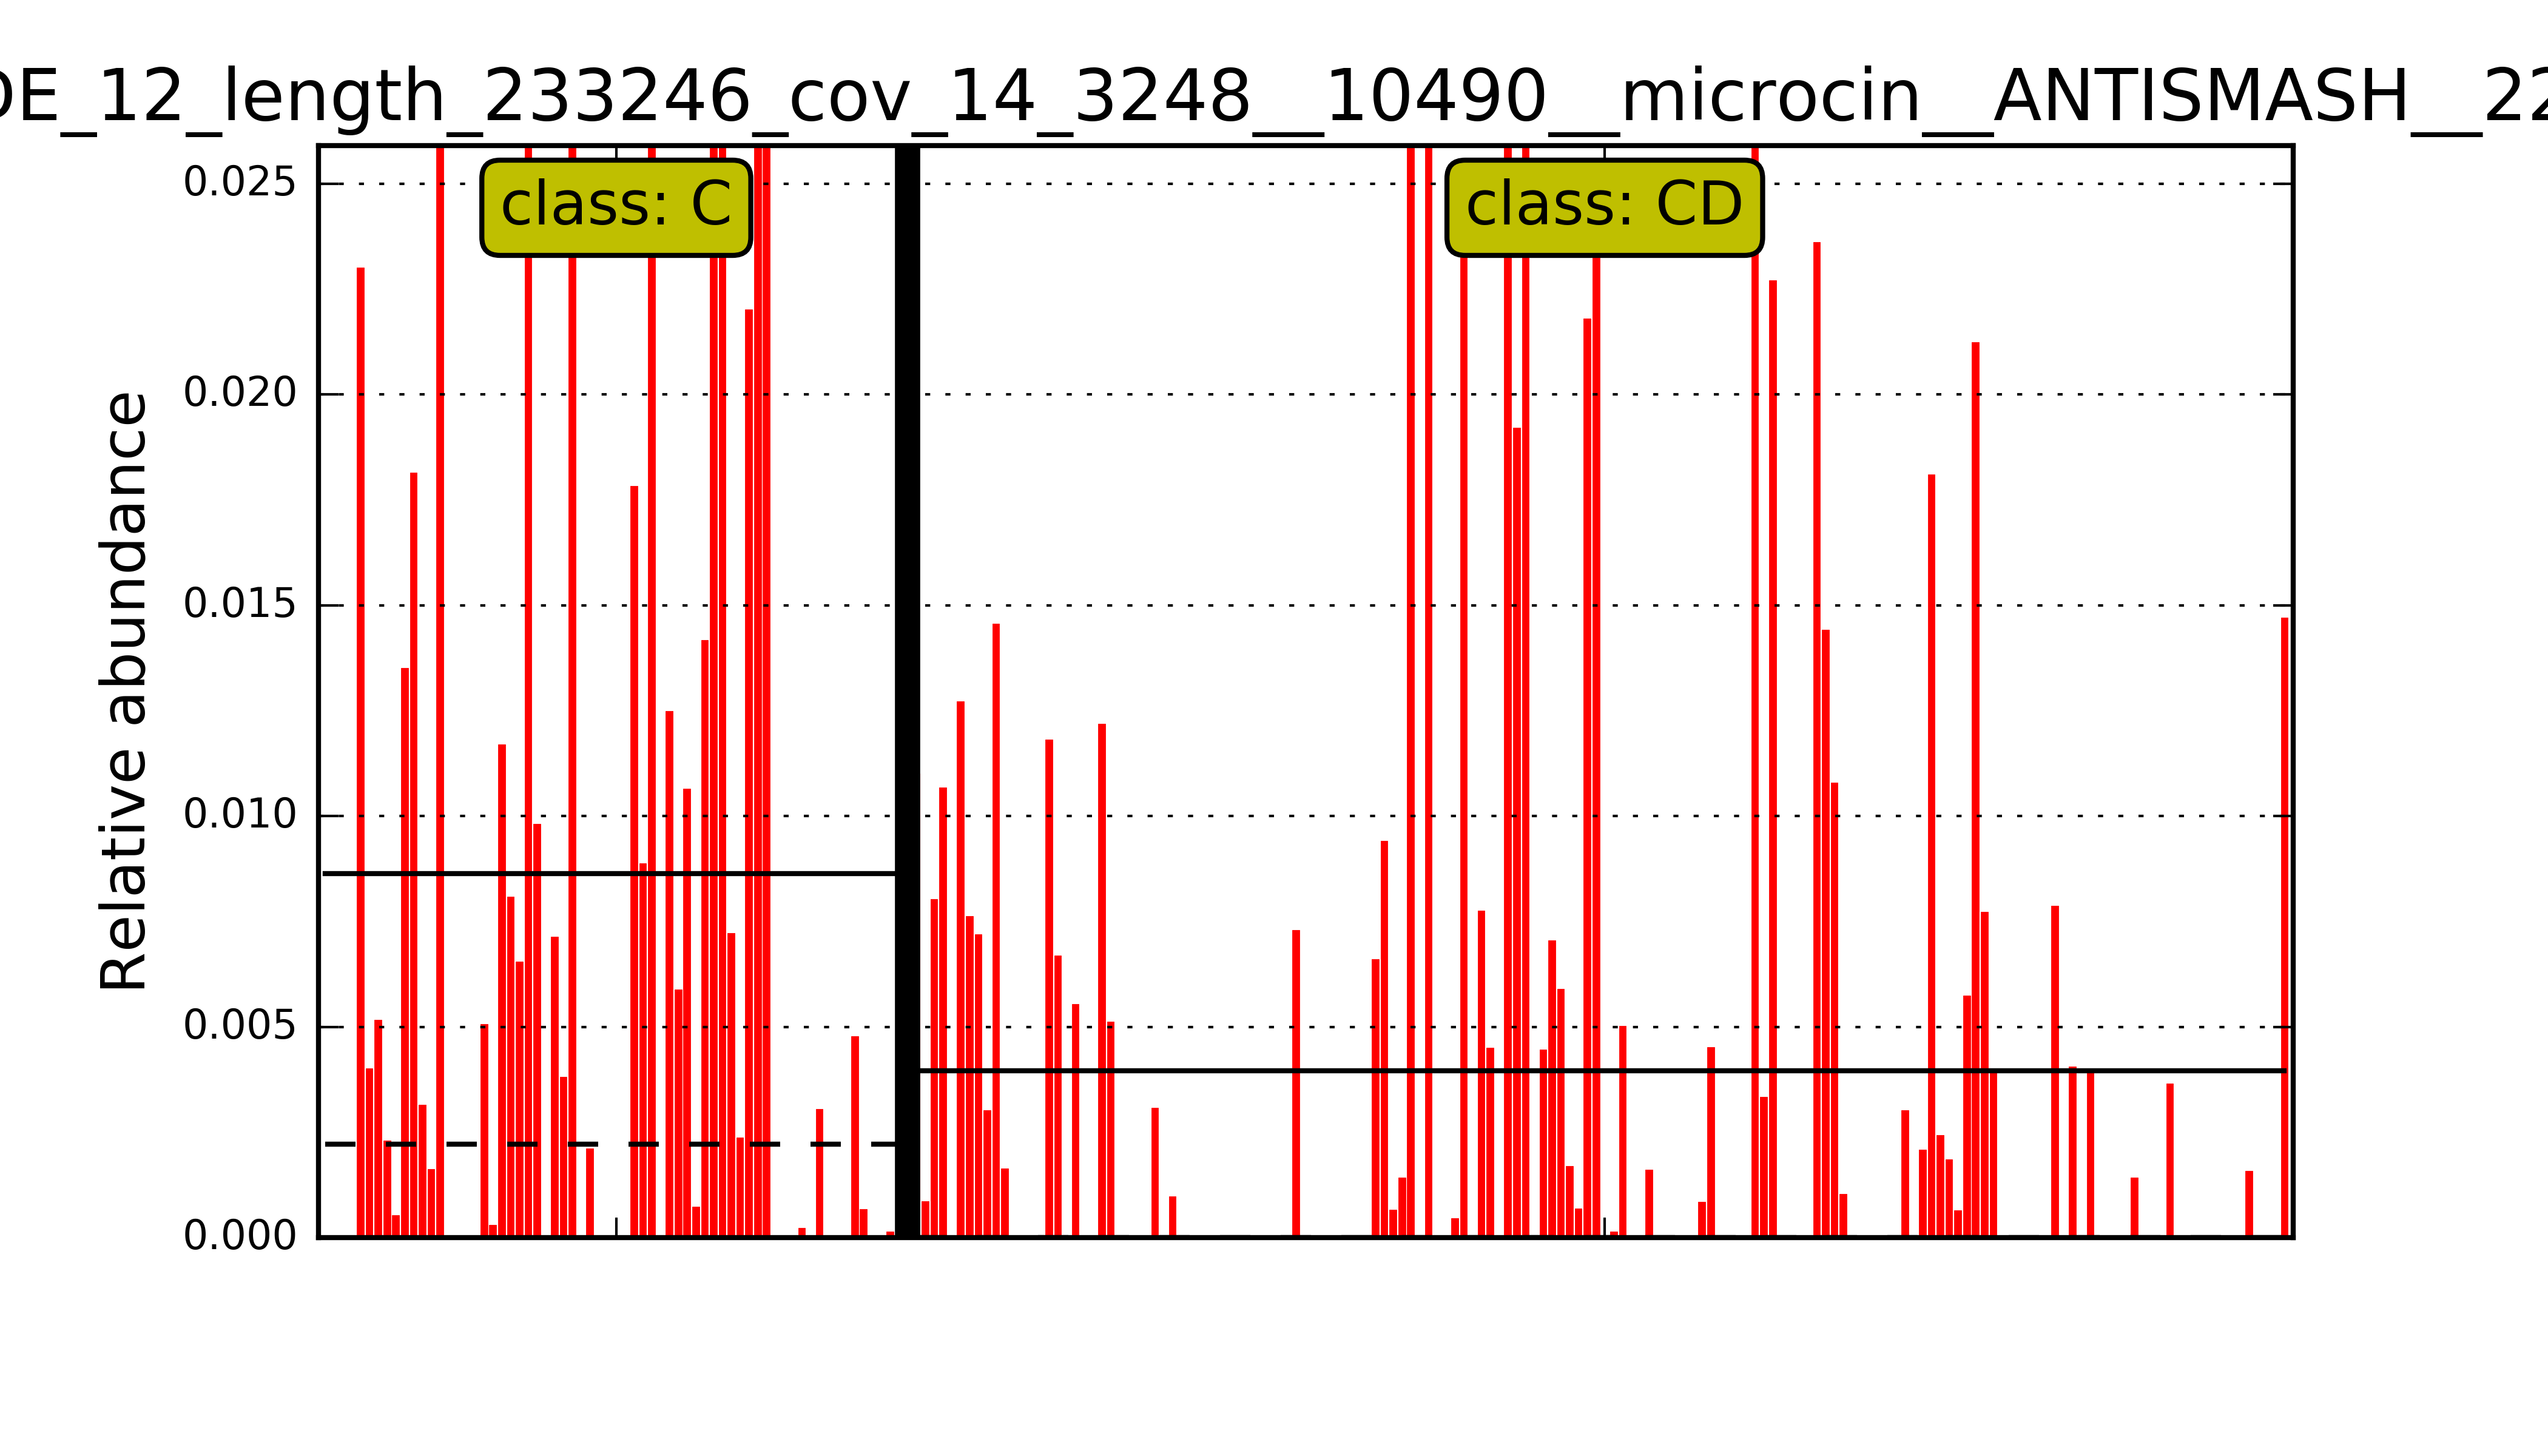 DE_12_length_233246_cov_14_3248__10490__microcin__ANTISMASH__22
class: C
class: CD
0.025
0.020
0.015
0.010
0.005
0.000
Relative abundance